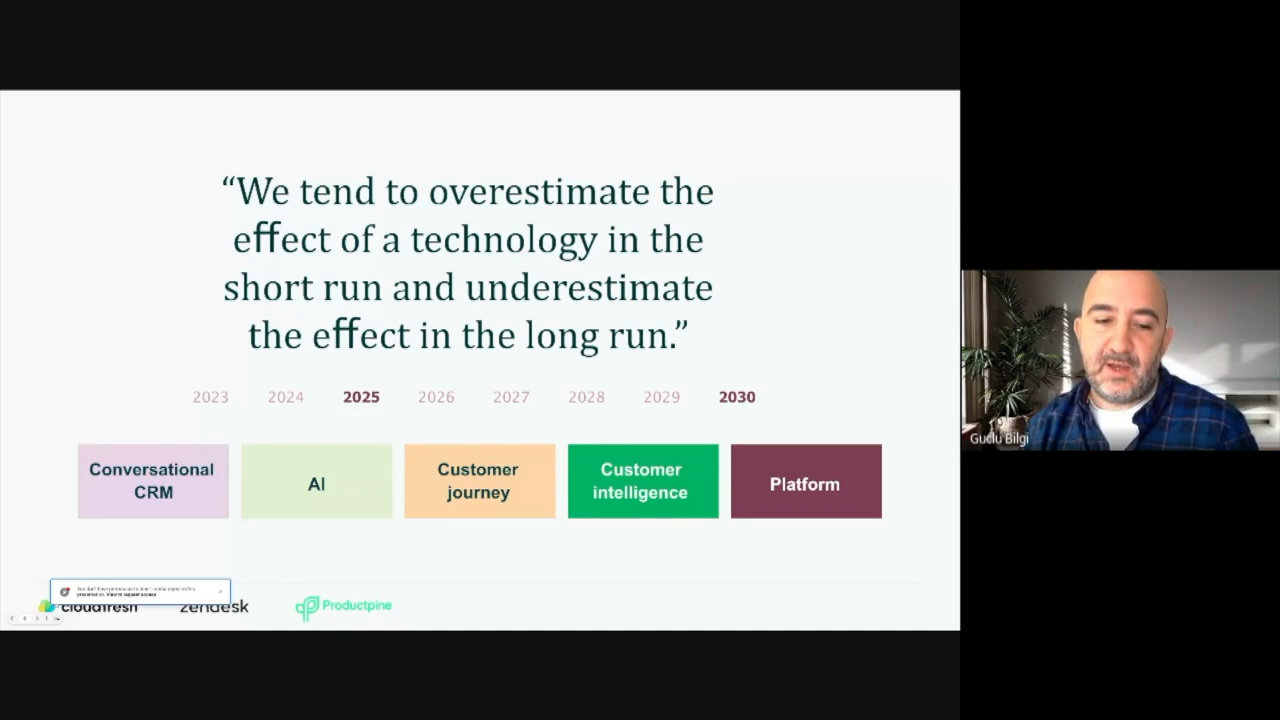 “We tend to overestimate the
effect of a technology in the
short run and underestimate
the effect in the long run.”
2023 2024 2025 2026 2027 2028 2029 2030
Conversational
CRM
AI
Customer
journey
Customer
intelligence
Platform
cloudfresh
zendesk
Productpine
Guclu Bilgi